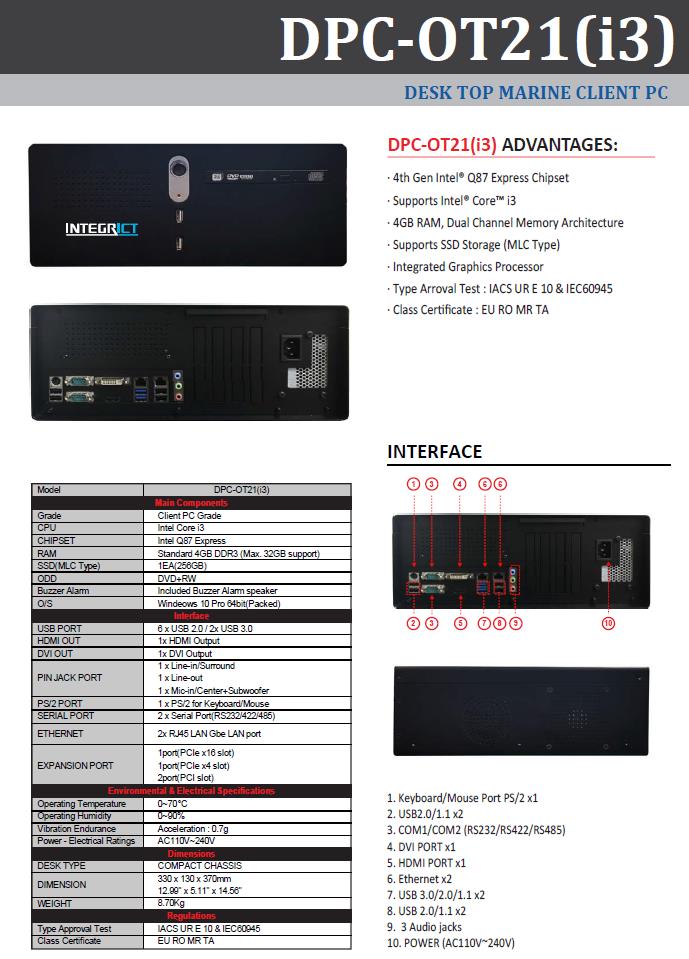 DPC-OT21(i3)
DESK TOP MARINE CLIENT PC
INTEGRICT
DPC-OT21(i3) ADVANTAGES:
· 4th Gen Intel® Q87 Express Chipset
· Supports Intel® Core™ i3
· 4GB RAM, Dual Channel Memory Architecture
· Supports SSD Storage (MLC Type)
· Integrated Graphics Processor
· Type Arroval Test : IACS UR E 10 & IEC60945
· Class Certificate : EU RO MR TA
Model DPC-OT21(i3)
Main Components
Grade Client PC Grade
CPU Intel Core i3
CHIPSET Intel Q87 Express
RAM Standard 4GB DDR3 (Max. 32GB support)
SSD(MLC Type) 1EA(256GB)
ODD DVD+RW
Buzzer Alarm Included Buzzer Alarm speaker
O/S Windeows 10 Pro 64bit(Packed)
Interface
USB PORT 6 x USB 2.0 / 2x USB 3.0
HDMI OUT 1x HDMI Output
DVI OUT 1x DVI Output
PIN JACK PORT
1 x Line-in/Surround
1 x Line-out
1 x Mic-in/Center+Subwoofer
PS/2 PORT 1 x PS/2 for Keyboard/Mouse
SERIAL PORT 2 x Serial Port(RS232/422/485)
ETHERNET 2x RJ45 LAN Gbe LAN port
EXPANSION PORT
1port(PCIe x16 slot)
1port(PCIe x4 slot)
2port(PCI slot)
Environmental & Electrical Specifications
Operating Temperature 0~70°C
Operating Humidity 0~90%
Vibration Endurance Acceleration : 0.7g
Power - Electrical Ratings AC110V~240V
Dimensions
DESK TYPE COMPACT CHASSIS
DIMENSION
330 x 130 x 370mm
12.99" x 5.11" x 14.56"
WEIGHT 8.70Kg
Regulations
Type Approval Test IACS UR E 10 & IEC60945
Class Certificate EU RO MR TA
INTERFACE
1 3 4 6 6
2 3 5 7 8 9 10
1. Keyboard/Mouse Port PS/2 x1
2. USB2.0/1.1 x2
3. COM1/COM2 (RS232/RS422/RS485)
4. DVI PORT x1
5. HDMI PORT x1
6. Ethernet x2
7. USB 3.0/2.0/1.1 x2
8. USB 2.0/1.1 x2
9. 3 Audio jacks
10. POWER (AC110V~240V)